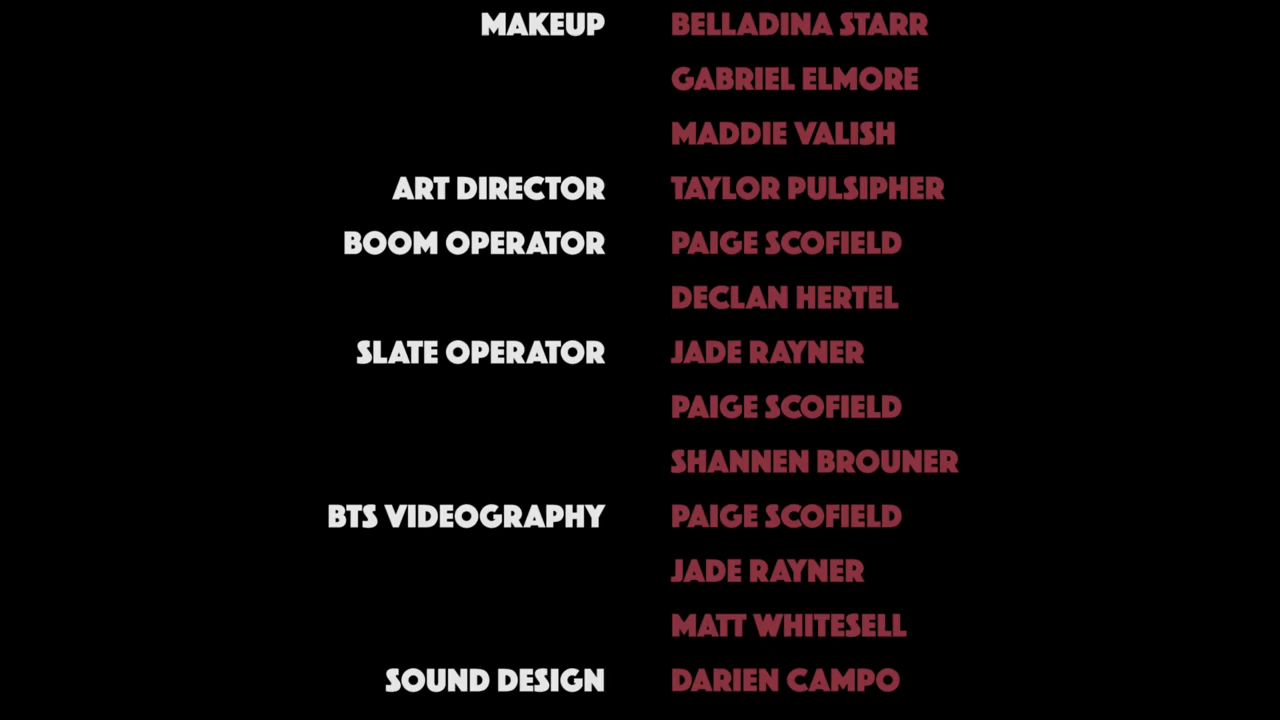 MAKEUP BELLADINA STARR
GABRIEL ELMORE
MADDIE VALISH
ART DIRECTOR TAYLOR PULSIPHER
BOOM OPERATOR PAIGE SCOFIELD
DECLAN HERTEL
SLATE OPERATOR JADE RAYNER
PAIGE SCOFIELD
SHANNEN BROUNER
BTS VIDEOGRAPHY PAIGE SCOFIELD
JADE RAYNER
MATT WHITESELL
SOUND DESIGN DARIEN CAMPO